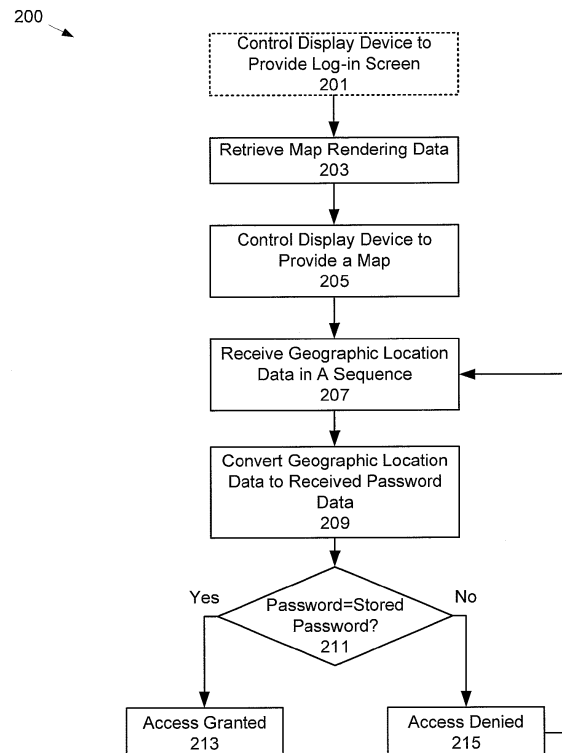 200
Control Display Device to
Provide Log-in Screen
201
Retrieve Map Rendering Data
203
Control Display Device to
Provide a Map
205
Receive Geographic Location
Data in A Sequence
207
Convert Geographic Location
Data to Received Password
Data
209
Yes
No
Password=Stored
Password?
211
Access Granted
213
Access Denied
215